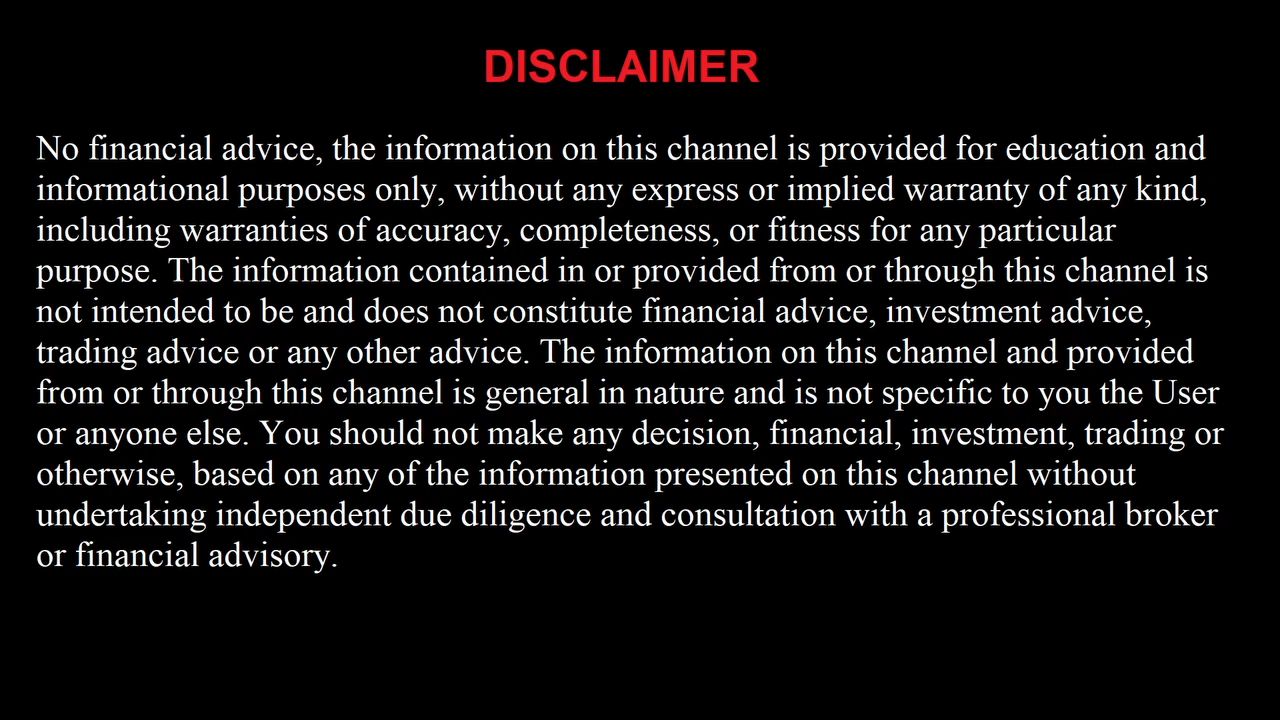 DISCLAIMER
No financial advice, the information on this channel is provided for education and
informational purposes only, without any express or implied warranty of any kind,
including warranties of accuracy, completeness, or fitness for any particular
purpose. The information contained in or provided from or through this channel is
not intended to be and does not constitute financial advice, investment advice,
trading advice or any other advice. The information on this channel and provided
from or through this channel is general in nature and is not specific to you the User
or anyone else. You should not make any decision, financial, investment, trading or
otherwise, based on any of the information presented on this channel without
undertaking independent due diligence and consultation with a professional broker
or financial advisory.